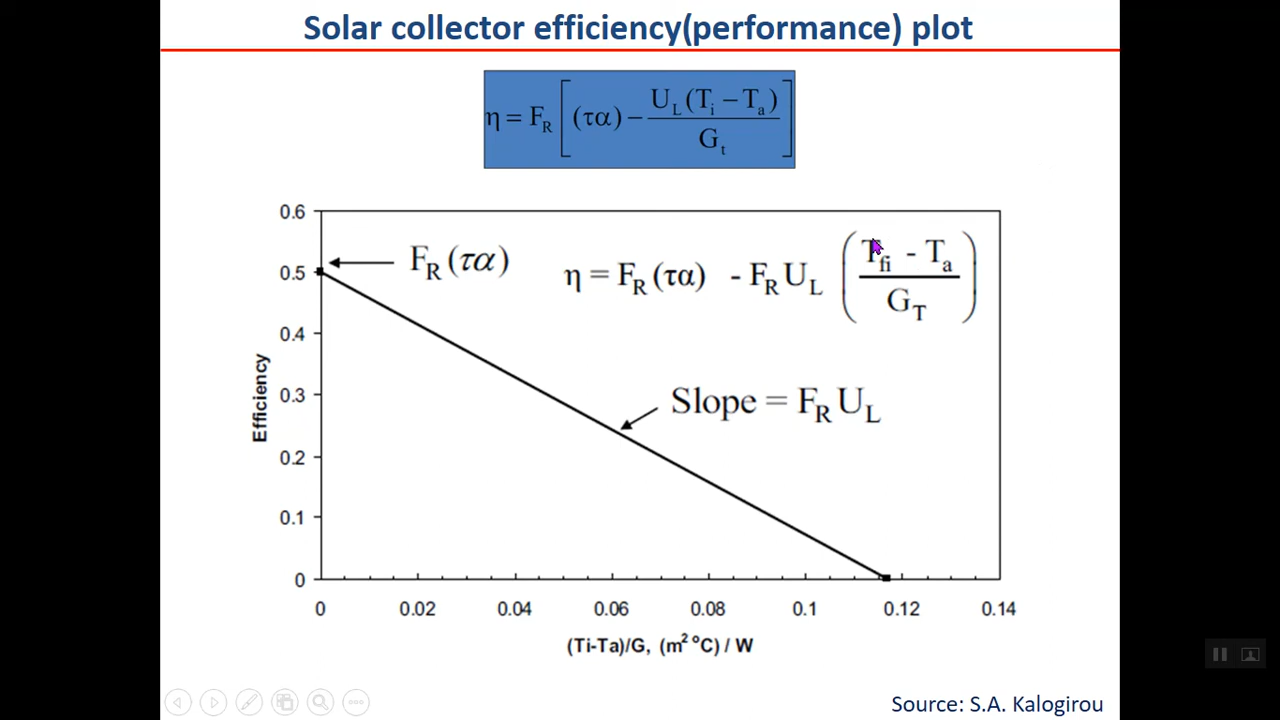 Solar collector efficiency(performance) plot
η = F_R [ (τα) − U_L (T_i − T_a) / G_t ]
0.6
F_R (τα)
η = F_R (τα) - F_R U_L ( (T_fi - T_a) / G_T )
0.5
0.4
Slope = F_R U_L
0.3
0.2
0.1
0
Efficiency
0 0.02 0.04 0.06 0.08 0.1 0.12 0.14
(Ti-Ta)/G, (m² °C) / W
Source: S.A. Kalogirou